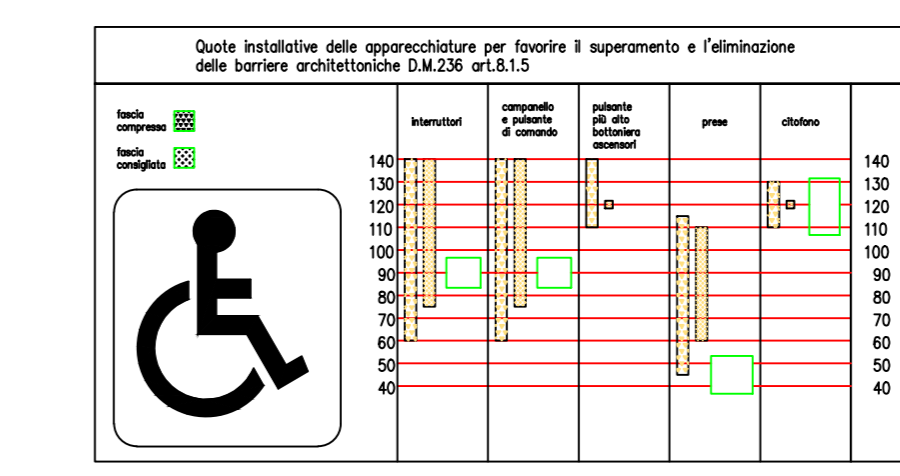 Quote installative delle apparecchiature per favorire il superamento e l'eliminazione
delle barriere architettoniche D.M.236 art.8.1.5
fascia
compressa
fascia
consigliata
interruttori
campanello
e pulsante
di comando
pulsante
più alto
bottoniera
ascensori
prese
citofono
140 140
130 130
120 120
110 110
100 100
90 90
80 80
70 70
60 60
50 50
40 40